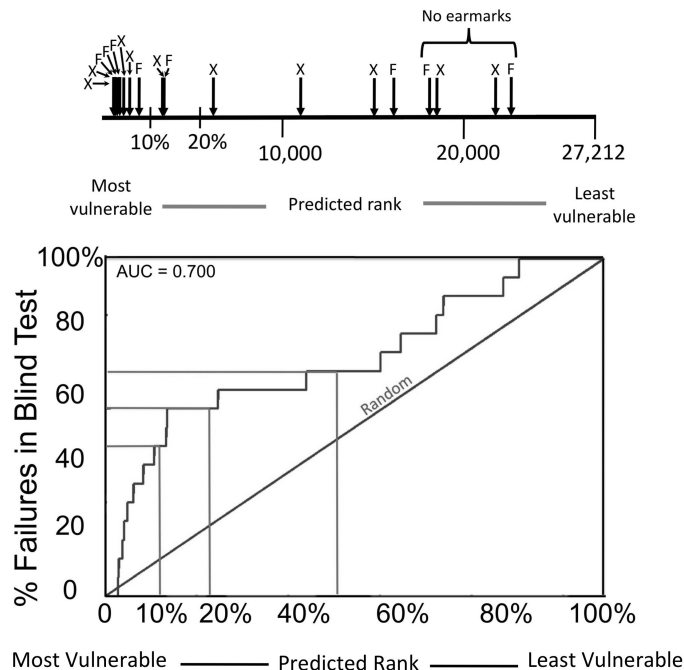 No earmarks
X X F F F X X F X F X X X F F X X F
10% 20% 10,000 20,000 27,212
Most vulnerable Predicted rank Least vulnerable
100%
AUC = 0.700
80
60
40
20
0
% Failures in Blind Test
Random
0 10% 20% 40% 60% 80% 100%
Most Vulnerable Predicted Rank Least Vulnerable